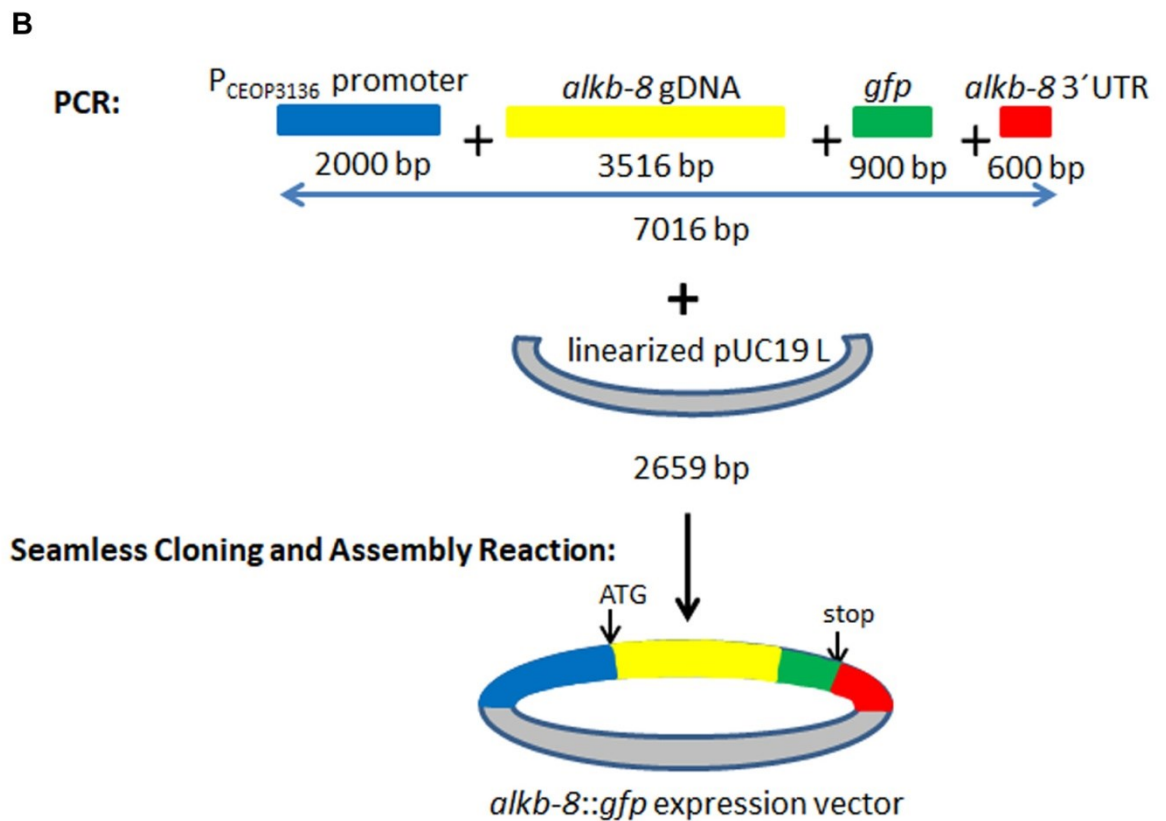 B
PCR:
PCEOP3136 promoter
alkb-8 gDNA
gfp
alkb-8 3´UTR
+
+
+
2000 bp
3516 bp
900 bp
600 bp
7016 bp
+
linearized pUC19 L
2659 bp
Seamless Cloning and Assembly Reaction:
ATG
stop
alkb-8::gfp expression vector